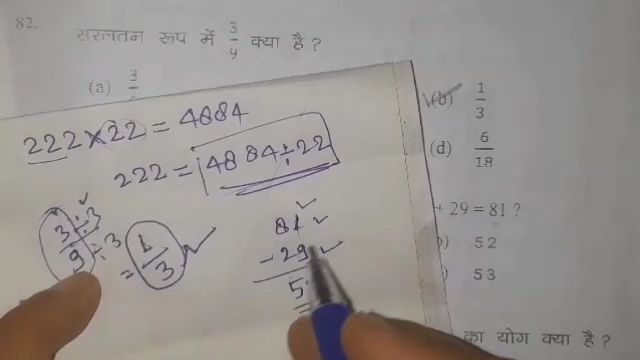 82. सरलतम रूप में 3/9 क्या है ?
(a) 3/
(b) 1/3
(d) 6/18
222 × 22 = 4884
222 = 4884 ÷ 22
3÷3/9÷3 = 1/3
81
- 29
5
+ 29 = 81 ?
) 52
) 53
का योग क्या है ?